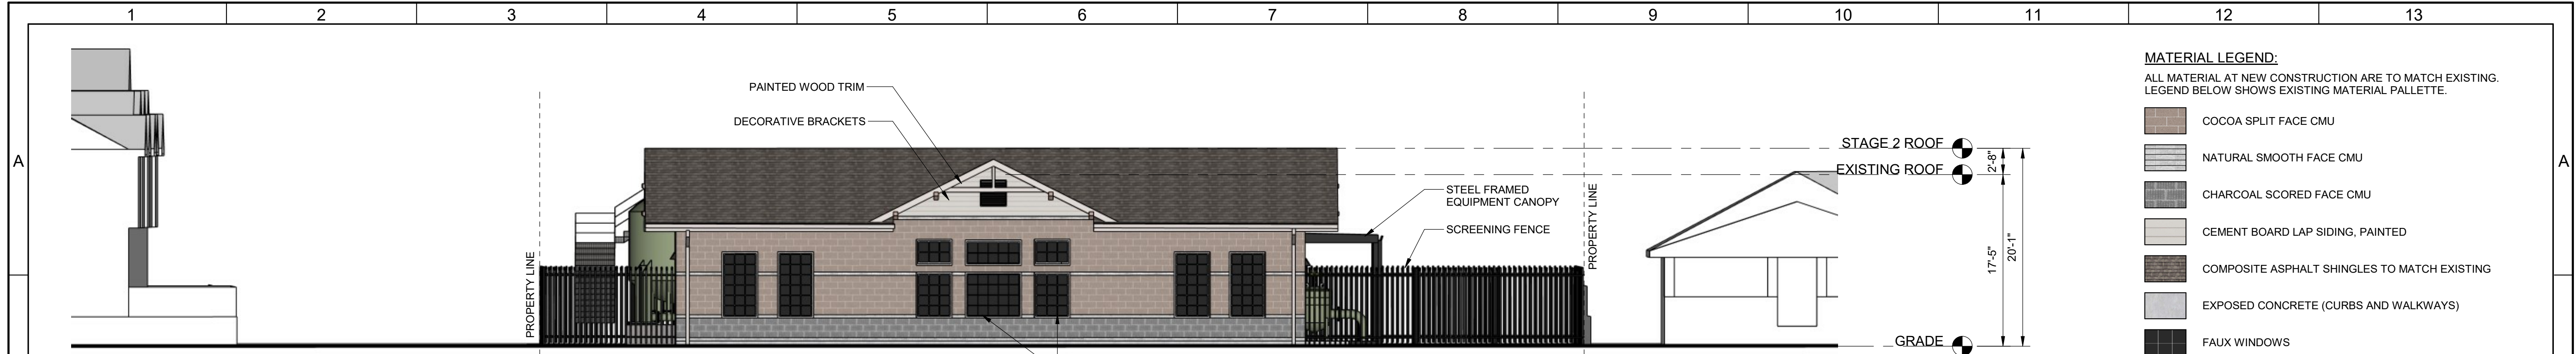 1 2 3 4 5 6 7 8 9 10 11 12 13
A
A
PAINTED WOOD TRIM
DECORATIVE BRACKETS
STEEL FRAMED
EQUIPMENT CANOPY
SCREENING FENCE
PROPERTY LINE
PROPERTY LINE
STAGE 2 ROOF
EXISTING ROOF
GRADE
2'-8"
17'-5"
20'-1"
MATERIAL LEGEND:
ALL MATERIAL AT NEW CONSTRUCTION ARE TO MATCH EXISTING.
LEGEND BELOW SHOWS EXISTING MATERIAL PALLETTE.
COCOA SPLIT FACE CMU
NATURAL SMOOTH FACE CMU
CHARCOAL SCORED FACE CMU
CEMENT BOARD LAP SIDING, PAINTED
COMPOSITE ASPHALT SHINGLES TO MATCH EXISTING
EXPOSED CONCRETE (CURBS AND WALKWAYS)
FAUX WINDOWS